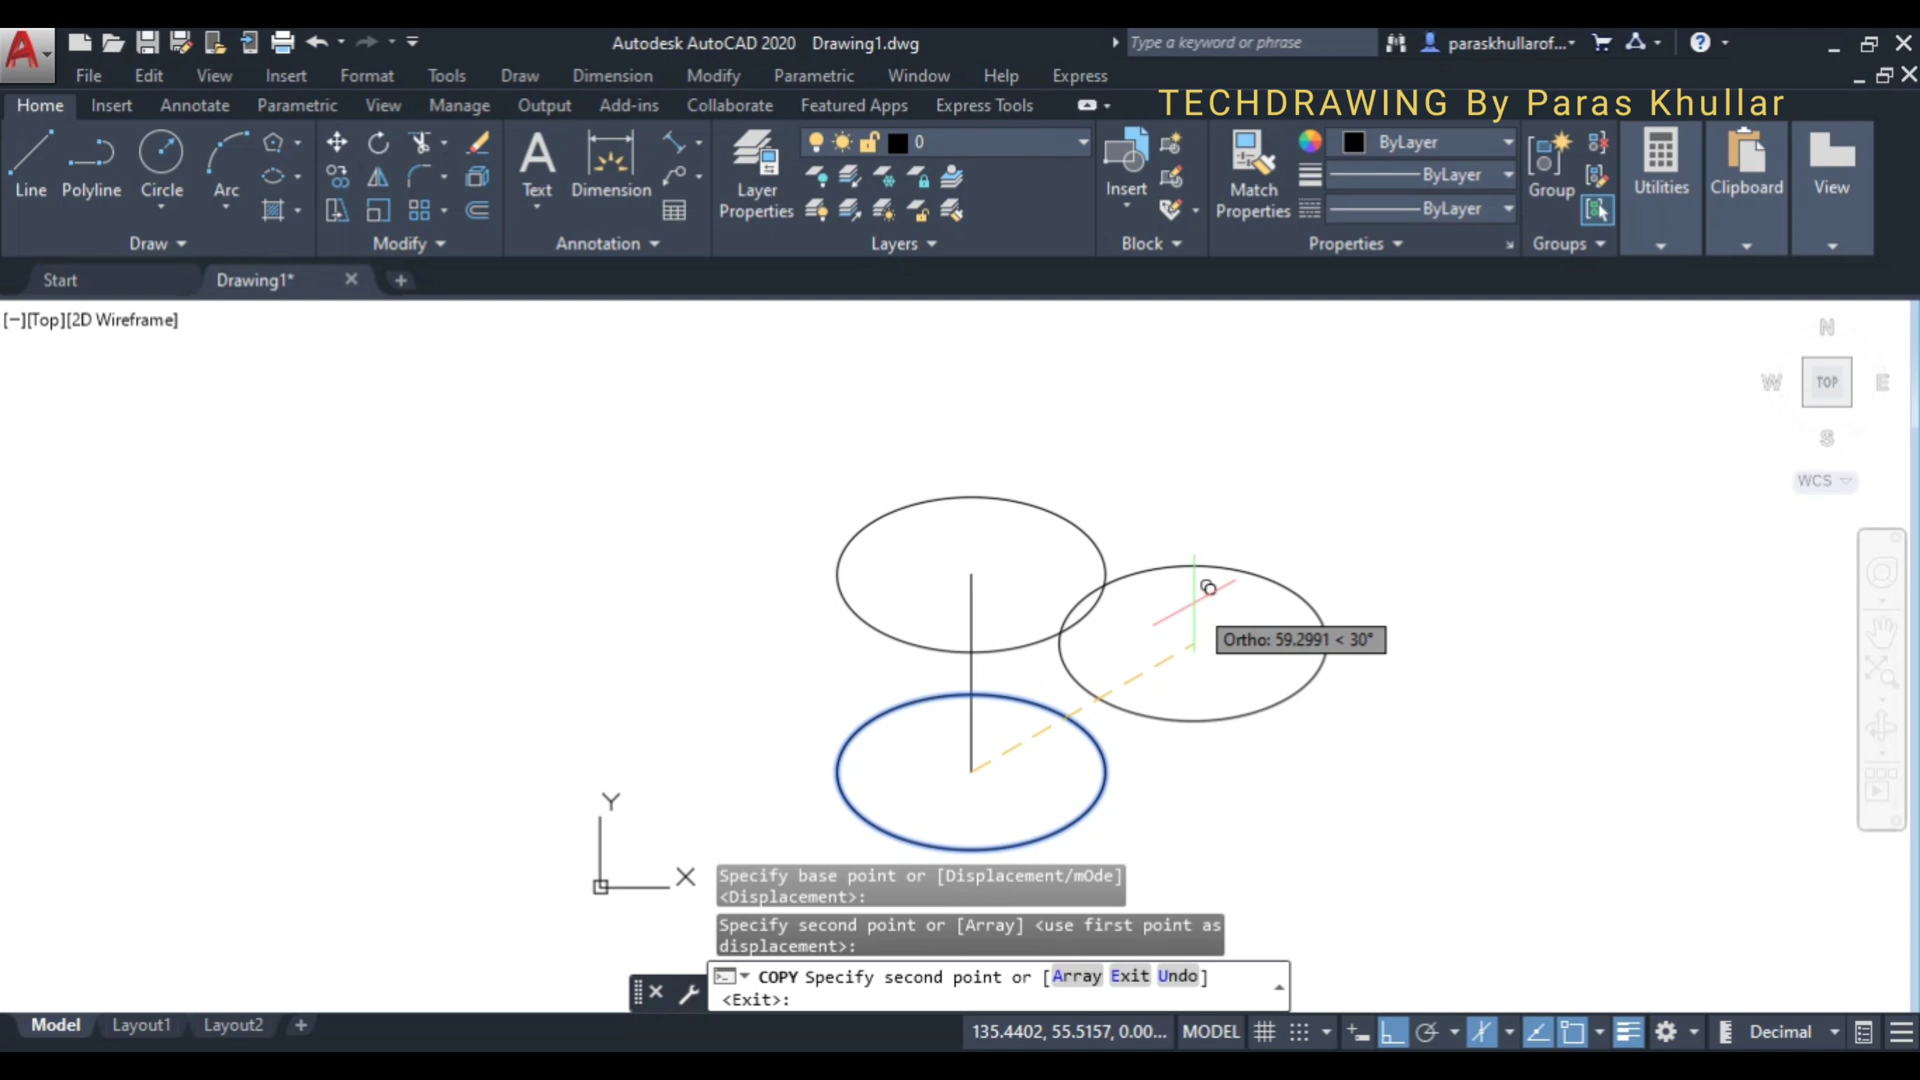 Autodesk AutoCAD 2020 Drawing1.dwg
Type a keyword or phrase
paraskhullarof...
File Edit View Insert Format Tools Draw Dimension Modify Parametric Window Help Express
Home Insert Annotate Parametric View Manage Output Add-ins Collaborate Featured Apps Express Tools
TECHDRAWING By Paras Khullar
Line Polyline Circle Arc
Draw
Modify
Text Dimension
Annotation
Layer
Properties
0
Layers
Insert
Block
Match
Properties
ByLayer
ByLayer
ByLayer
Properties
Group
Groups
Utilities
Clipboard
View
Start
Drawing1*
[−][Top][2D Wireframe]
N
W TOP E
S
WCS
Ortho: 59.2991 < 30°
Y
X
Specify base point or [Displacement/mOde]
<Displacement>:
Specify second point or [Array] <use first point as
displacement>:
COPY Specify second point or [Array Exit Undo]
<Exit>:
Model Layout1 Layout2
135.4402, 55.5157, 0.00... MODEL
Decimal